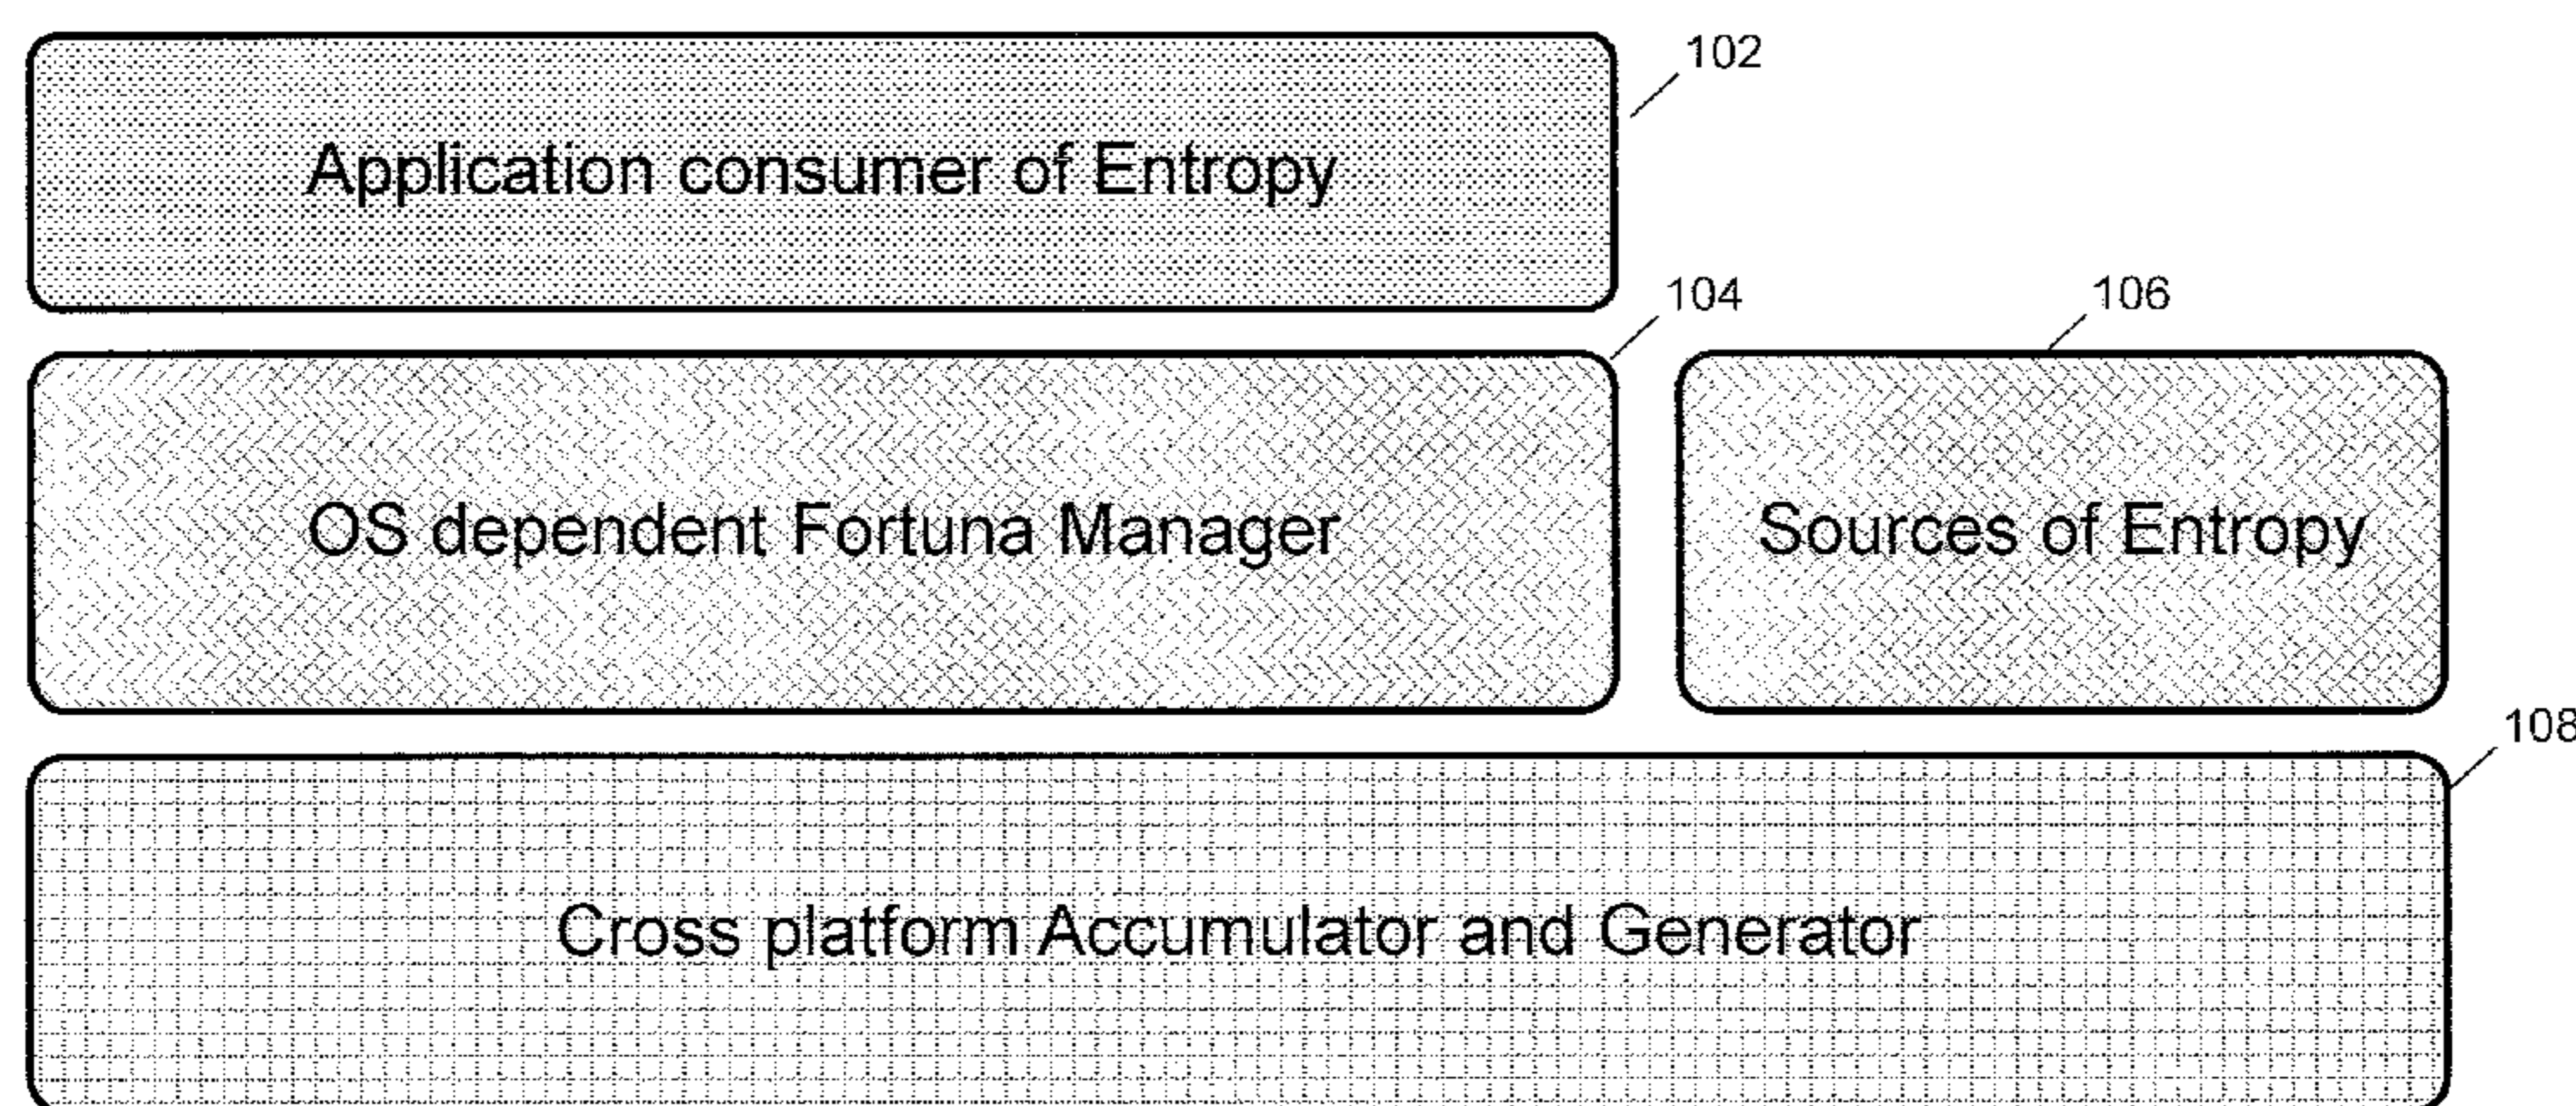 102
Application consumer of Entropy
104
106
OS dependent Fortuna Manager
Sources of Entropy
108
Cross platform Accumulator and Generator